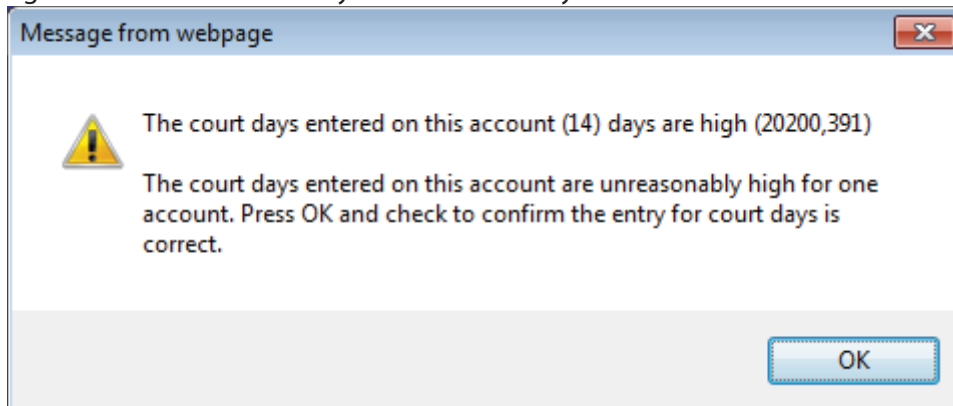 Message from webpage
The court days entered on this account (14) days are high (20200,391)
The court days entered on this account are unreasonably high for one
account. Press OK and check to confirm the entry for court days is
correct.
OK